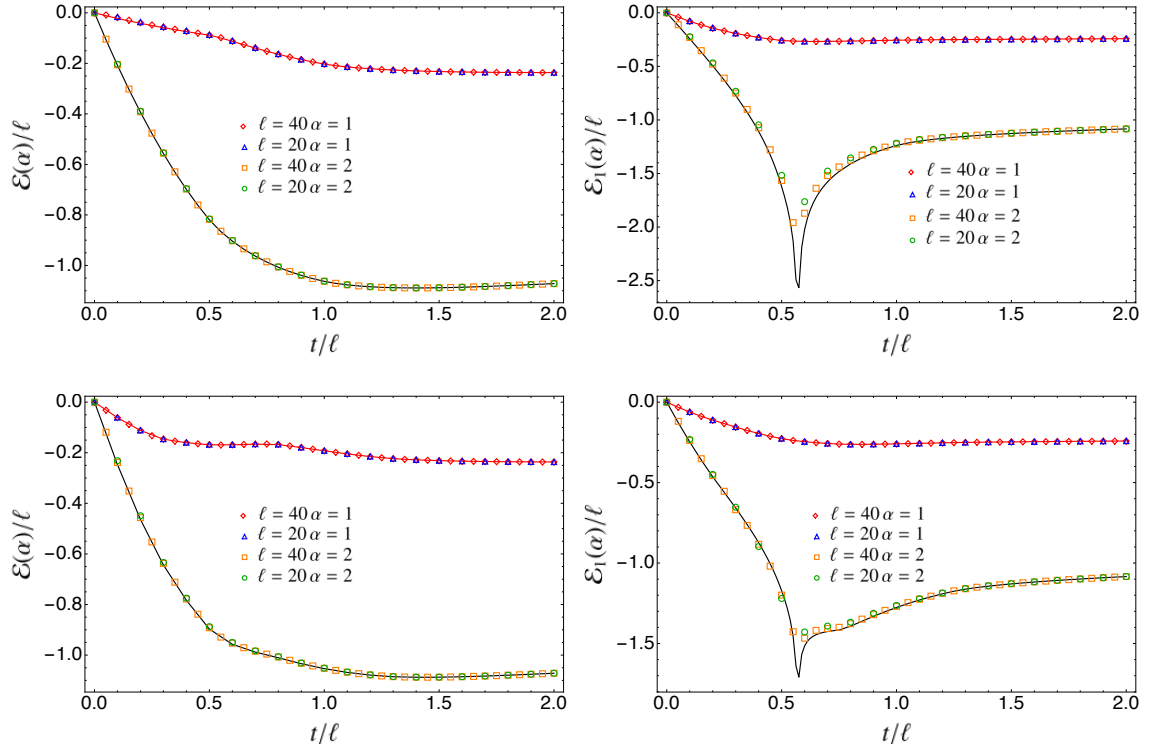 0.0
−0.2
−0.4
−0.6
−0.8
−1.0
ℰ(α)/ℓ
ℓ = 40 α = 1
ℓ = 20 α = 1
ℓ = 40 α = 2
ℓ = 20 α = 2
0.0 0.5 1.0 1.5 2.0
t/ℓ
0.0
−0.5
−1.0
−1.5
−2.0
−2.5
ℰ₁(α)/ℓ
ℓ = 40 α = 1
ℓ = 20 α = 1
ℓ = 40 α = 2
ℓ = 20 α = 2
0.0 0.5 1.0 1.5 2.0
t/ℓ
0.0
−0.2
−0.4
−0.6
−0.8
−1.0
ℰ(α)/ℓ
ℓ = 40 α = 1
ℓ = 20 α = 1
ℓ = 40 α = 2
ℓ = 20 α = 2
0.0 0.5 1.0 1.5 2.0
t/ℓ
0.0
−0.5
−1.0
−1.5
ℰ₁(α)/ℓ
ℓ = 40 α = 1
ℓ = 20 α = 1
ℓ = 40 α = 2
ℓ = 20 α = 2
0.0 0.5 1.0 1.5 2.0
t/ℓ